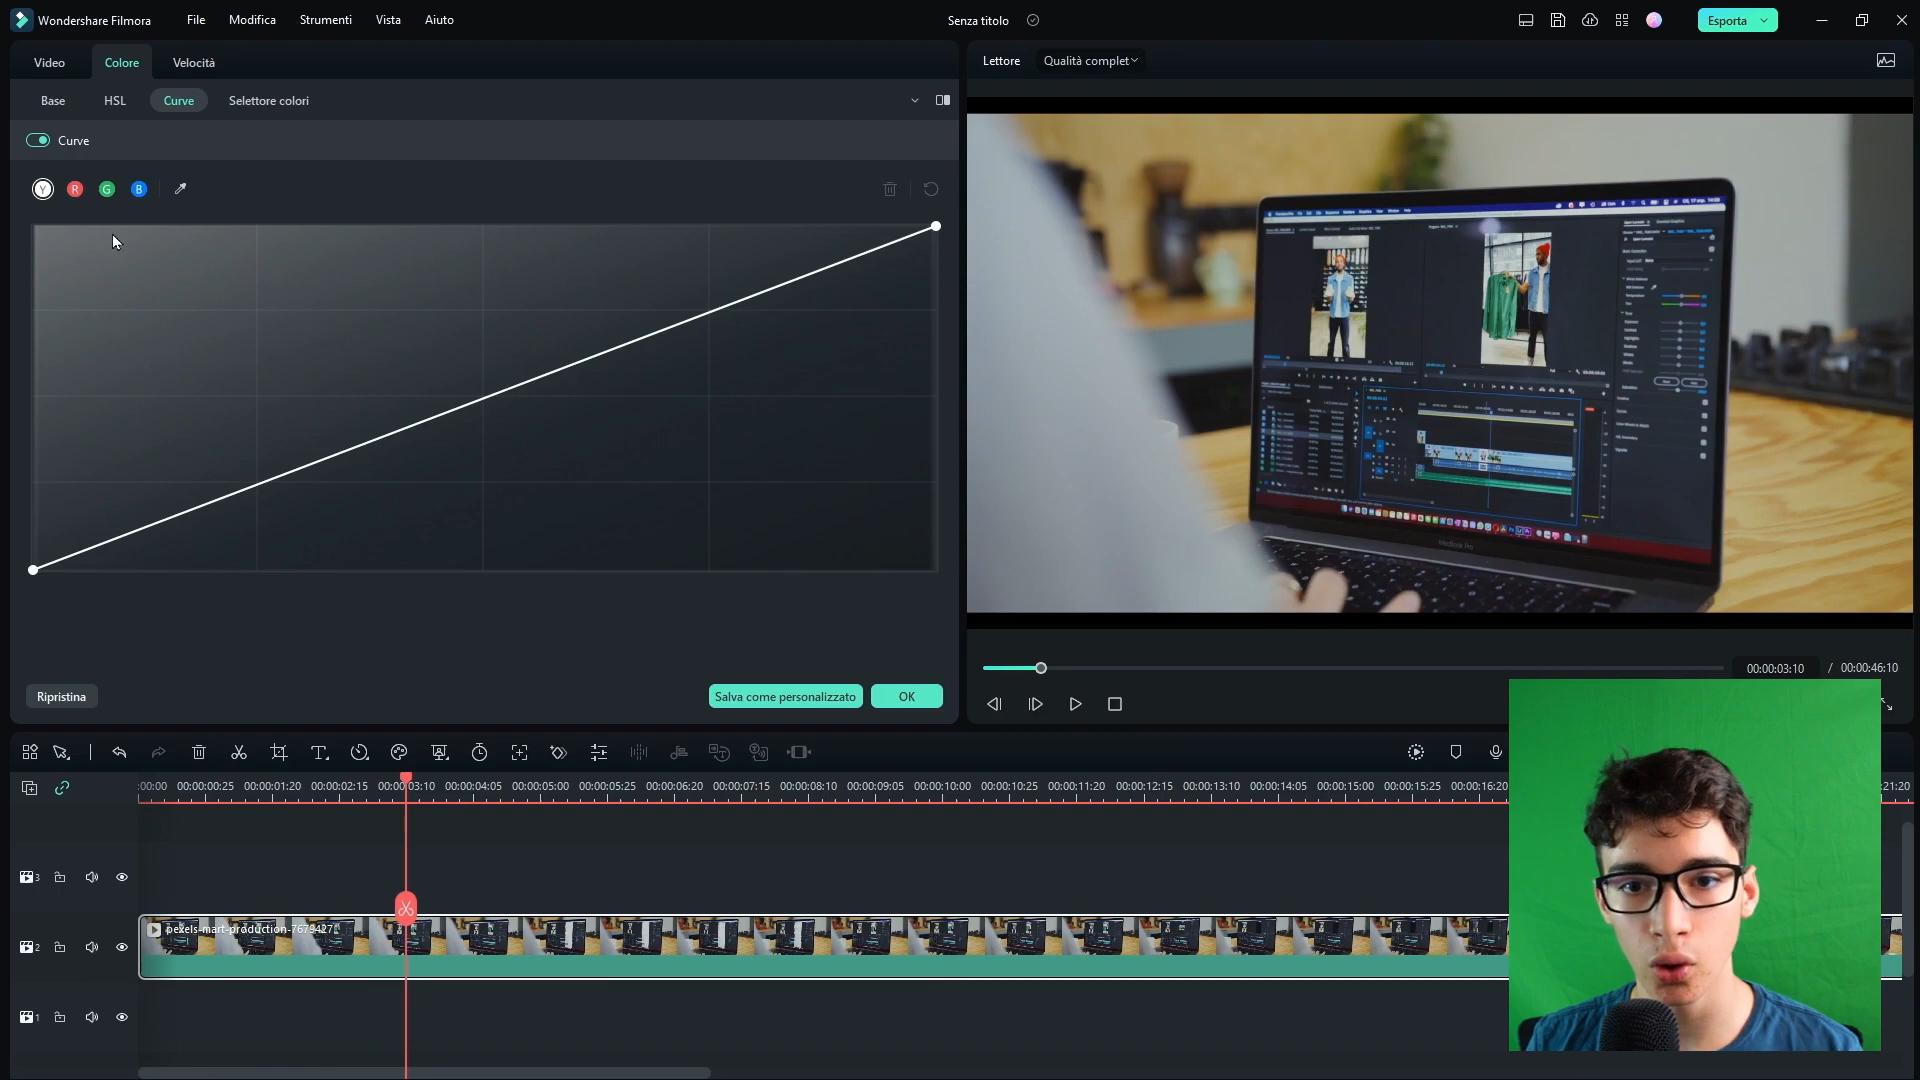 Wondershare Filmora File Modifica Strumenti Vista Aiuto Senza titolo Esporta
Video Colore Velocità
Lettore Qualità complet
Base HSL Curve Selettore colori
Curve
Y R G B
Ripristina Salva come personalizzato OK
00:00:03:10 / 00:00:46:10
:00:00 00:00:00:25 00:00:01:20 00:00:02:15 00:00:03:10 00:00:04:05 00:00:05:00 00:00:05:25 00:00:06:20 00:00:07:15 00:00:08:10 00:00:09:05 00:00:10:00 00:00:10:25 00:00:11:20 00:00:12:15 00:00:13:10 00:00:14:05 00:00:15:00 00:00:15:25 00:00:16:20 :21:20
3
pexels-mart-production-7679427
2
1